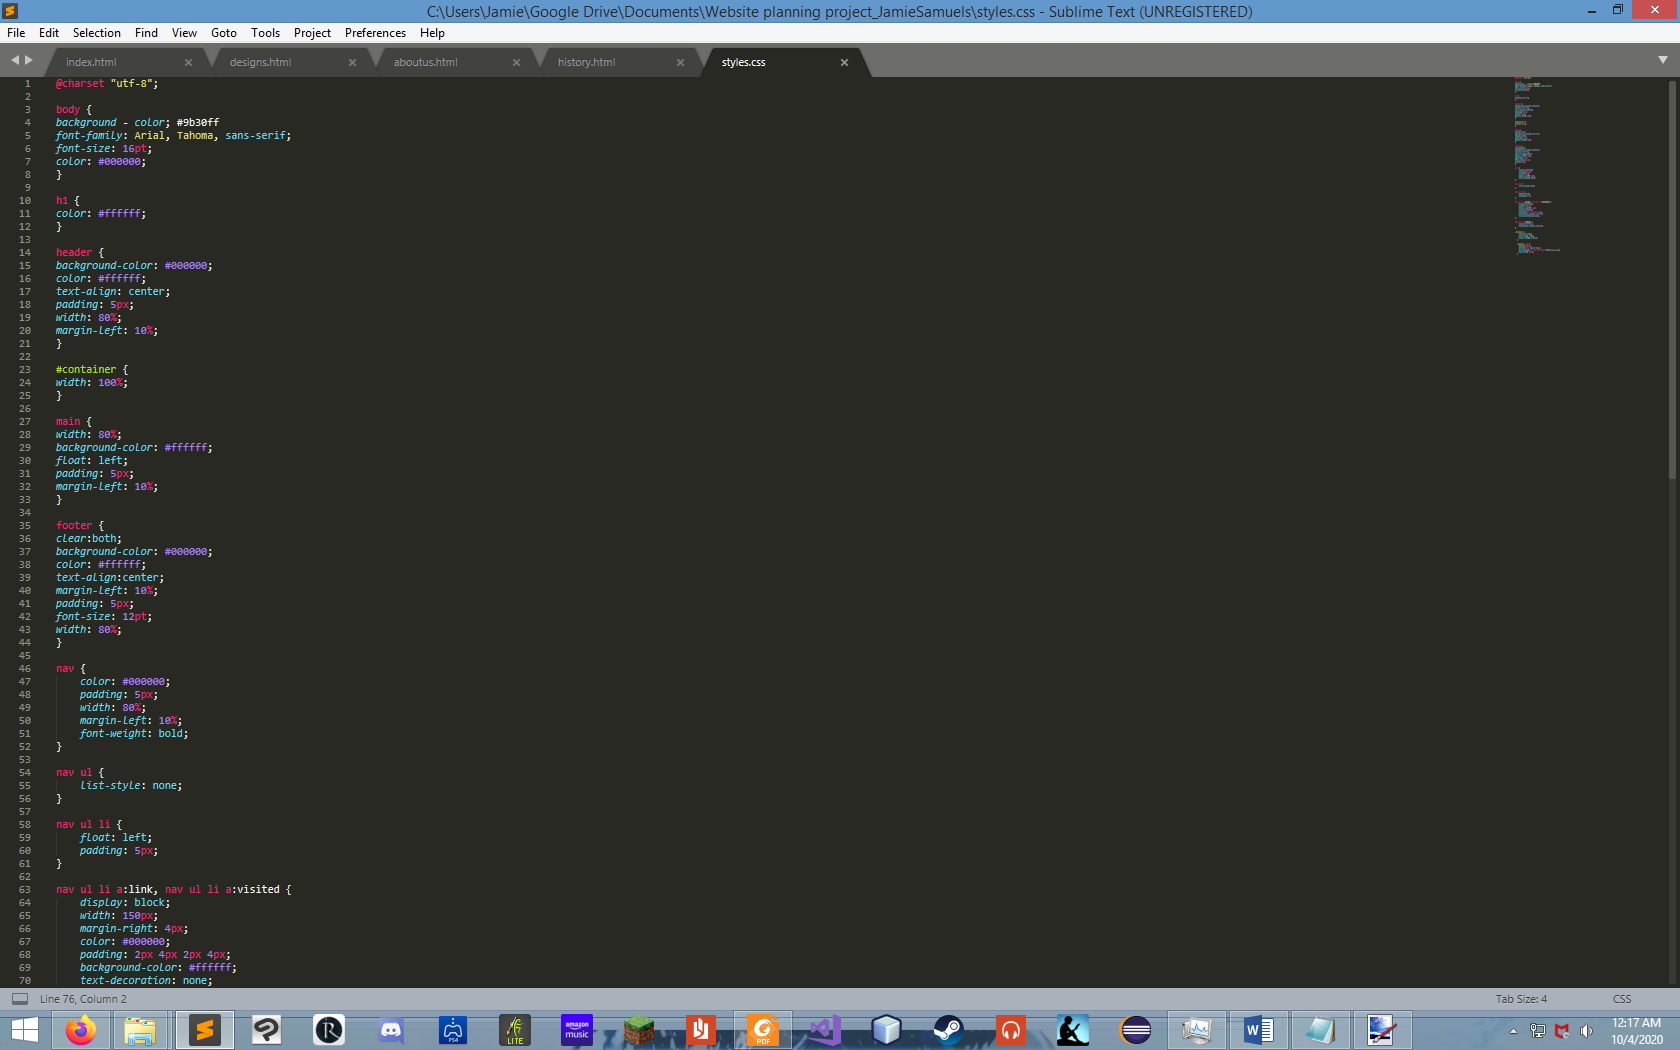 C:\Users\Jamie\Google Drive\Documents\Website planning project_JamieSamuels\styles.css - Sublime Text (UNREGISTERED)
File Edit Selection Find View Goto Tools Project Preferences Help
index.html designs.html aboutus.html history.html styles.css
1 @charset "utf-8";
2
3 body {
4 background - color; #9b30ff
5 font-family: Arial, Tahoma, sans-serif;
6 font-size: 16pt;
7 color: #000000;
8 }
9
10 h1 {
11 color: #ffffff;
12 }
13
14 header {
15 background-color: #000000;
16 color: #ffffff;
17 text-align: center;
18 padding: 5px;
19 width: 80%;
20 margin-left: 10%;
21 }
22
23 #container {
24 width: 100%;
25 }
26
27 main {
28 width: 80%;
29 background-color: #ffffff;
30 float: left;
31 padding: 5px;
32 margin-left: 10%;
33 }
34
35 footer {
36 clear:both;
37 background-color: #000000;
38 color: #ffffff;
39 text-align:center;
40 margin-left: 10%;
41 padding: 5px;
42 font-size: 12pt;
43 width: 80%;
44 }
45
46 nav {
47 color: #000000;
48 padding: 5px;
49 width: 80%;
50 margin-left: 10%;
51 font-weight: bold;
52 }
53
54 nav ul {
55 list-style: none;
56 }
57
58 nav ul li {
59 float: left;
60 padding: 5px;
61 }
62
63 nav ul li a:link, nav ul li a:visited {
64 display: block;
65 width: 150px;
66 margin-right: 4px;
67 color: #000000;
68 padding: 2px 4px 2px 4px;
69 background-color: #ffffff;
70 text-decoration: none;
Line 76, Column 2 Tab Size: 4 CSS
PS4 LITE amazon music PDF W
12:17 AM
10/4/2020